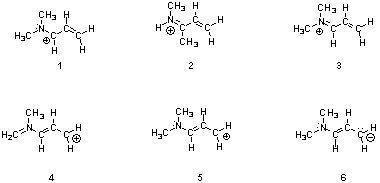 CH₃ H
H₃C N C C H
⊕ C
H H
1
CH₃ H
H N C C H
⊕ C
CH₃ H
2
CH₃ H
H₃C N C C H
⊕ C
H H
3
CH₃ H
H₂C N C C H
C C
H H ⊕
4
CH₃ H
H₃C N C C H
C C
H H ⊕
5
CH₃ H
H₃C N C C H
C C
H H ⊖
6